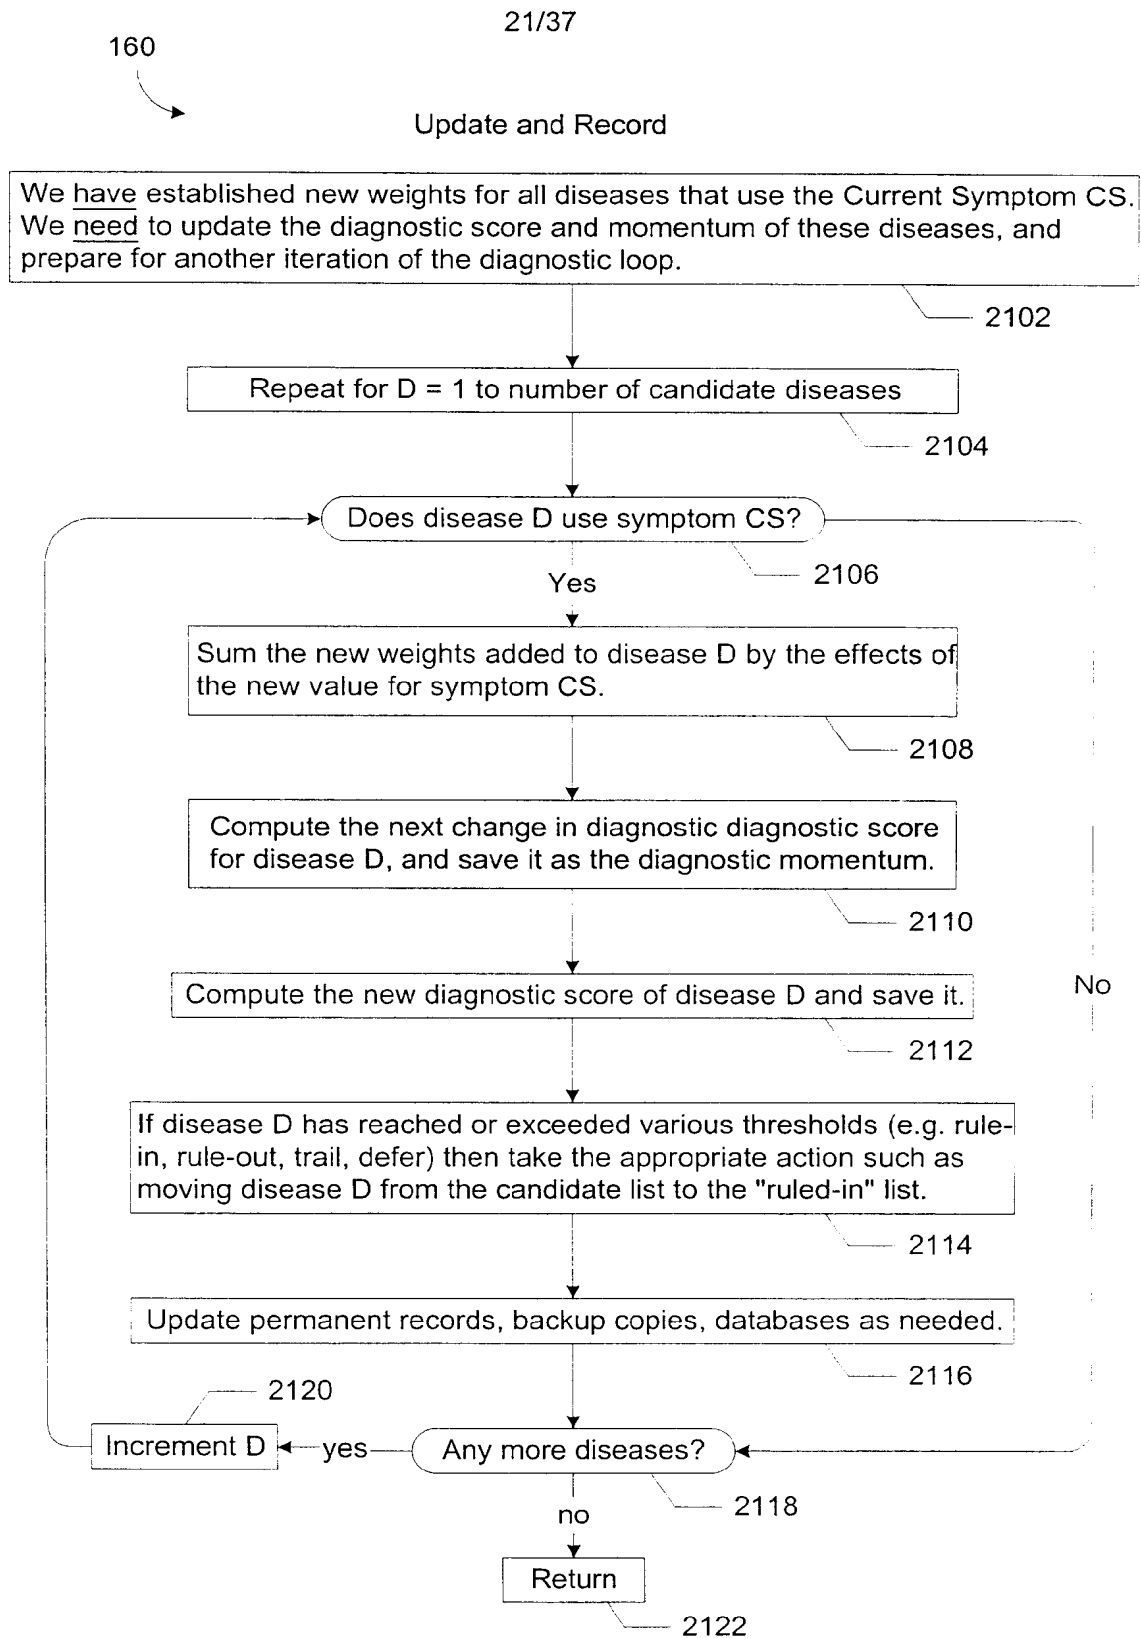 21/37
160
Update and Record
We have established new weights for all diseases that use the Current Symptom CS.
We need to update the diagnostic score and momentum of these diseases, and
prepare for another iteration of the diagnostic loop.
2102
Repeat for D = 1 to number of candidate diseases
2104
Does disease D use symptom CS?
2106
Yes
Sum the new weights added to disease D by the effects of
the new value for symptom CS.
2108
Compute the next change in diagnostic diagnostic score
for disease D, and save it as the diagnostic momentum.
2110
No
Compute the new diagnostic score of disease D and save it.
2112
If disease D has reached or exceeded various thresholds (e.g. rule-
in, rule-out, trail, defer) then take the appropriate action such as
moving disease D from the candidate list to the "ruled-in" list.
2114
Update permanent records, backup copies, databases as needed.
2116
2120
Increment D
yes
Any more diseases?
2118
no
Return
2122